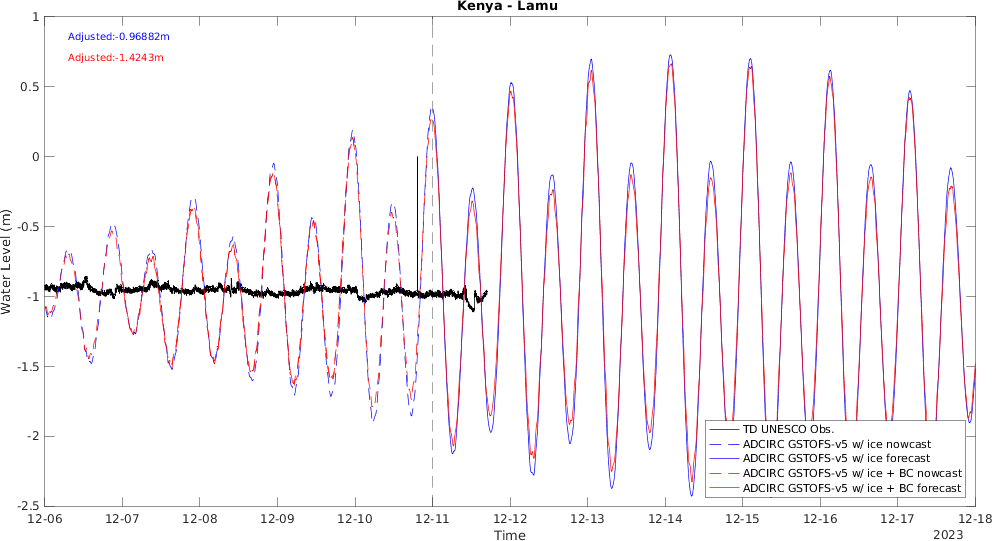 Kenya - Lamu
Adjusted:-0.96882m
Adjusted:-1.4243m
Water Level (m)
1
0.5
0
-0.5
-1
-1.5
-2
-2.5
TD UNESCO Obs.
ADCIRC GSTOFS-v5 w/ ice nowcast
ADCIRC GSTOFS-v5 w/ ice forecast
ADCIRC GSTOFS-v5 w/ ice + BC nowcast
ADCIRC GSTOFS-v5 w/ ice + BC forecast
12-06 12-07 12-08 12-09 12-10 12-11 12-12 12-13 12-14 12-15 12-16 12-17 12-18
Time
2023